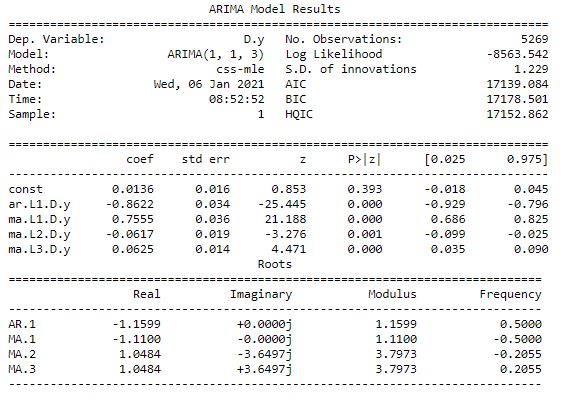 ARIMA Model Results
==============================================================================
Dep. Variable: D.y No. Observations: 5269
Model: ARIMA(1, 1, 3) Log Likelihood -8563.542
Method: css-mle S.D. of innovations 1.229
Date: Wed, 06 Jan 2021 AIC 17139.084
Time: 08:52:52 BIC 17178.501
Sample: 1 HQIC 17152.862
==============================================================================
coef std err z P>|z| [0.025 0.975]
------------------------------------------------------------------------------
const 0.0136 0.016 0.853 0.393 -0.018 0.045
ar.L1.D.y -0.8622 0.034 -25.445 0.000 -0.929 -0.796
ma.L1.D.y 0.7555 0.036 21.188 0.000 0.686 0.825
ma.L2.D.y -0.0617 0.019 -3.276 0.001 -0.099 -0.025
ma.L3.D.y 0.0625 0.014 4.471 0.000 0.035 0.090
Roots
=============================================================================
Real Imaginary Modulus Frequency
-----------------------------------------------------------------------------
AR.1 -1.1599 +0.0000j 1.1599 0.5000
MA.1 -1.1100 -0.0000j 1.1100 -0.5000
MA.2 1.0484 -3.6497j 3.7973 -0.2055
MA.3 1.0484 +3.6497j 3.7973 0.2055
-----------------------------------------------------------------------------